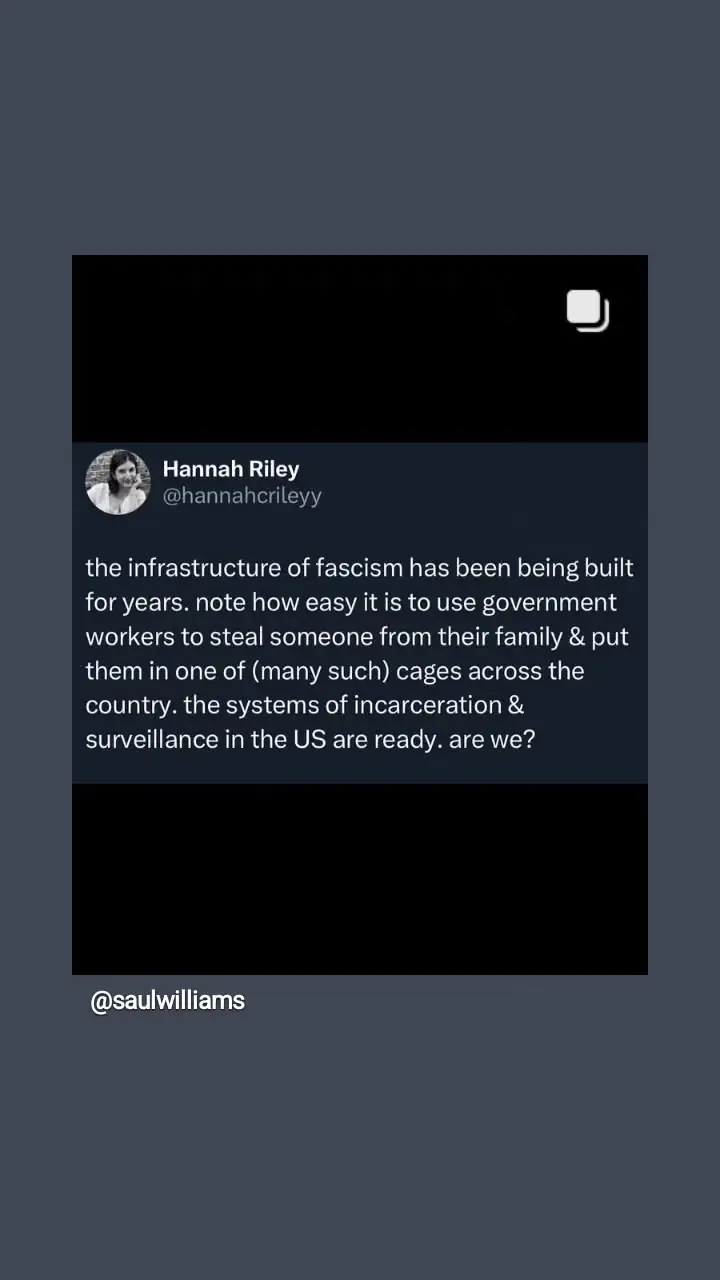 Hannah Riley
@hannahcrileyy
the infrastructure of fascism has been being built
for years. note how easy it is to use government
workers to steal someone from their family & put
them in one of (many such) cages across the
country. the systems of incarceration &
surveillance in the US are ready. are we?
@saulwilliams